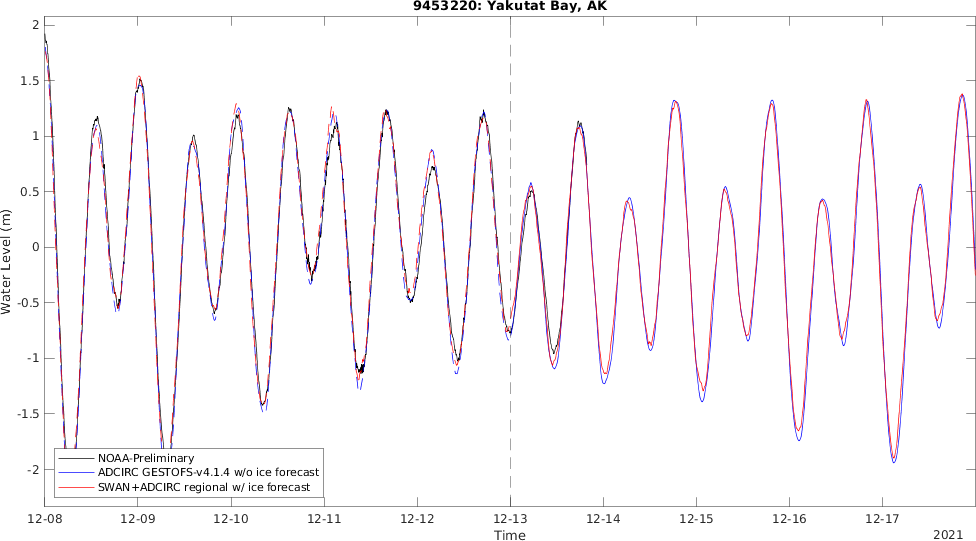 9453220: Yakutat Bay, AK
Water Level (m)
2
1.5
1
0.5
0
-0.5
-1
-1.5
-2
NOAA-Preliminary
ADCIRC GESTOFS-v4.1.4 w/o ice forecast
SWAN+ADCIRC regional w/ ice forecast
12-08 12-09 12-10 12-11 12-12 12-13 12-14 12-15 12-16 12-17
Time
2021